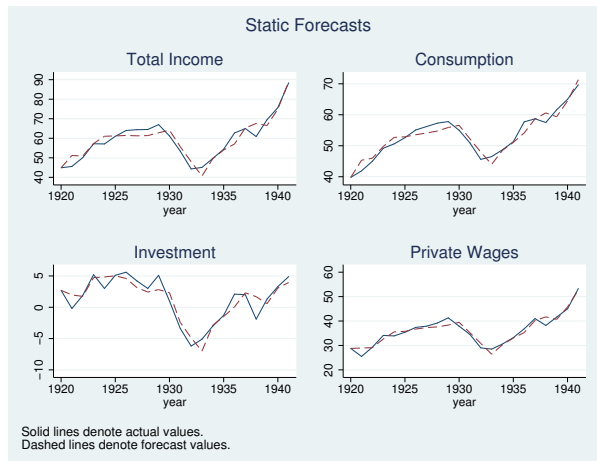 Static Forecasts
Total Income
90
80
70
60
50
40
1920 1925 1930 1935 1940
year
Consumption
70
60
50
40
1920 1925 1930 1935 1940
year
Investment
5
0
−5
−10
1920 1925 1930 1935 1940
year
Private Wages
60
50
40
30
20
1920 1925 1930 1935 1940
year
Solid lines denote actual values.
Dashed lines denote forecast values.